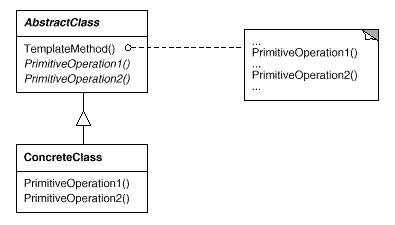 AbstractClass
TemplateMethod()
PrimitiveOperation1()
PrimitiveOperation2()
...
PrimitiveOperation1()
...
PrimitiveOperation2()
...
ConcreteClass
PrimitiveOperation1()
PrimitiveOperation2()